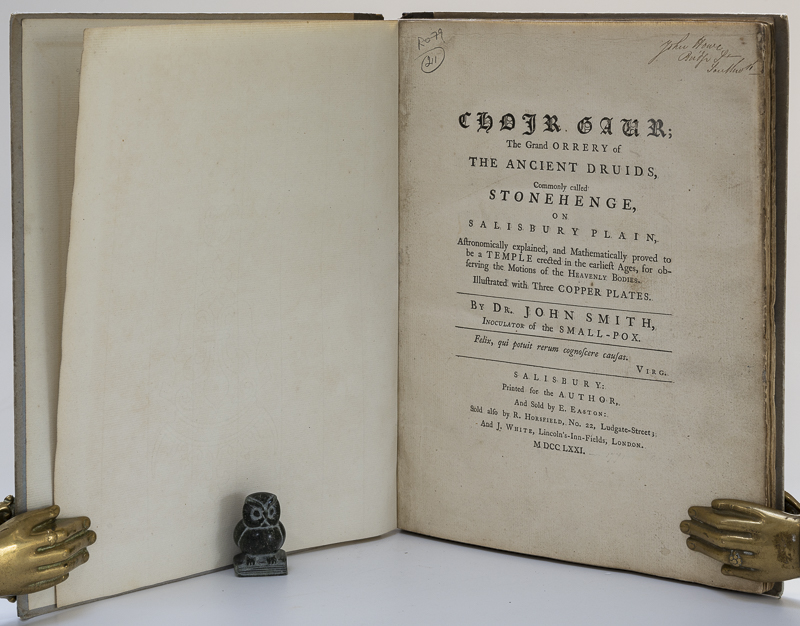 R-079
211
John
CHOIR GAUR;
The Grand ORRERY of
THE ANCIENT DRUIDS,
Commonly called
STONEHENGE,
ON
SALISBURY PLAIN,
Aſtronomically explained, and Mathematically proved to
be a TEMPLE erected in the earlieſt Ages, for ob-
ſerving the Motions of the HEAVENLY BODIES.
Illuſtrated with Three COPPER PLATES.
BY DR. JOHN SMITH,
INOCULATOR of the SMALL-POX.
Felix, qui potuit rerum cognoſcere cauſas.
VIRG.
SALISBURY:
Printed for the AUTHOR,
And Sold by E. EASTON:
Sold alſo by R. HORSFIELD, No. 22, Ludgate-Street;
And J. WHITE, Lincoln's-Inn-Fields, LONDON.
M DCC LXXI.